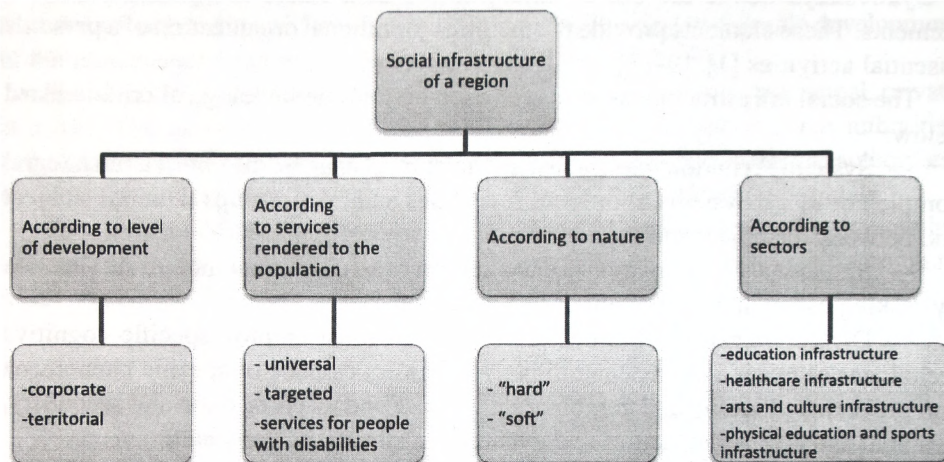 Social infrastructure
of a region
According to level
of development
According
to services
rendered to the
population
According to nature
According to
sectors
-corporate
-territorial
- universal
- targeted
-services for people
with disabilities
- “hard”
- “soft”
-education infrastructure
-healthcare infrastructure
-arts and culture infrastructure
-physical education and sports
infrastructure